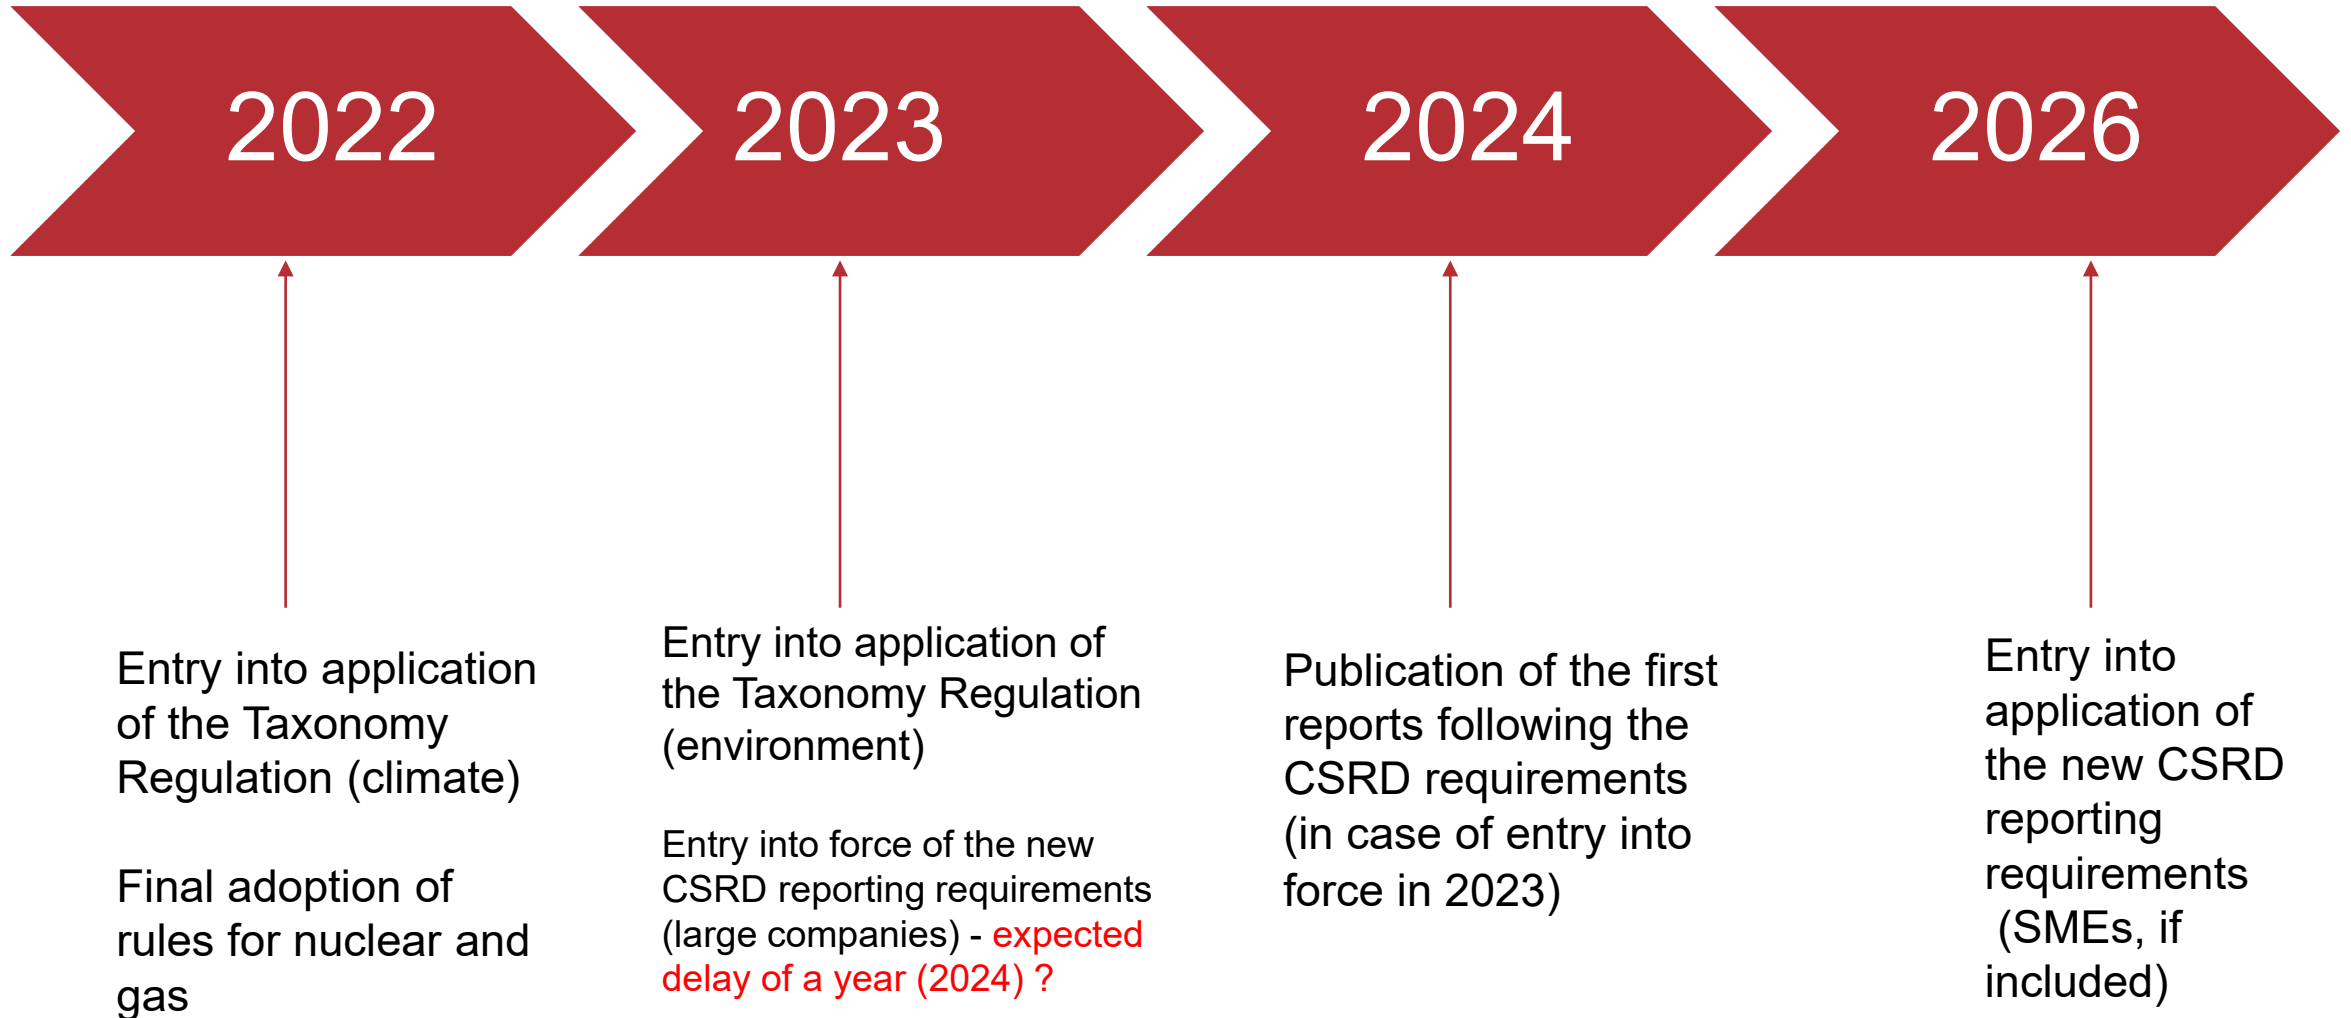 2022
2023
2024
2026
Entry into application
of the Taxonomy
Regulation (climate)
Final adoption of
rules for nuclear and
gas
Entry into application of
the Taxonomy Regulation
(environment)
Entry into force of the new
CSRD reporting requirements
(large companies) - expected
delay of a year (2024) ?
Publication of the first
reports following the
CSRD requirements
(in case of entry into
force in 2023)
Entry into
application of
the new CSRD
reporting
requirements
(SMEs, if
included)